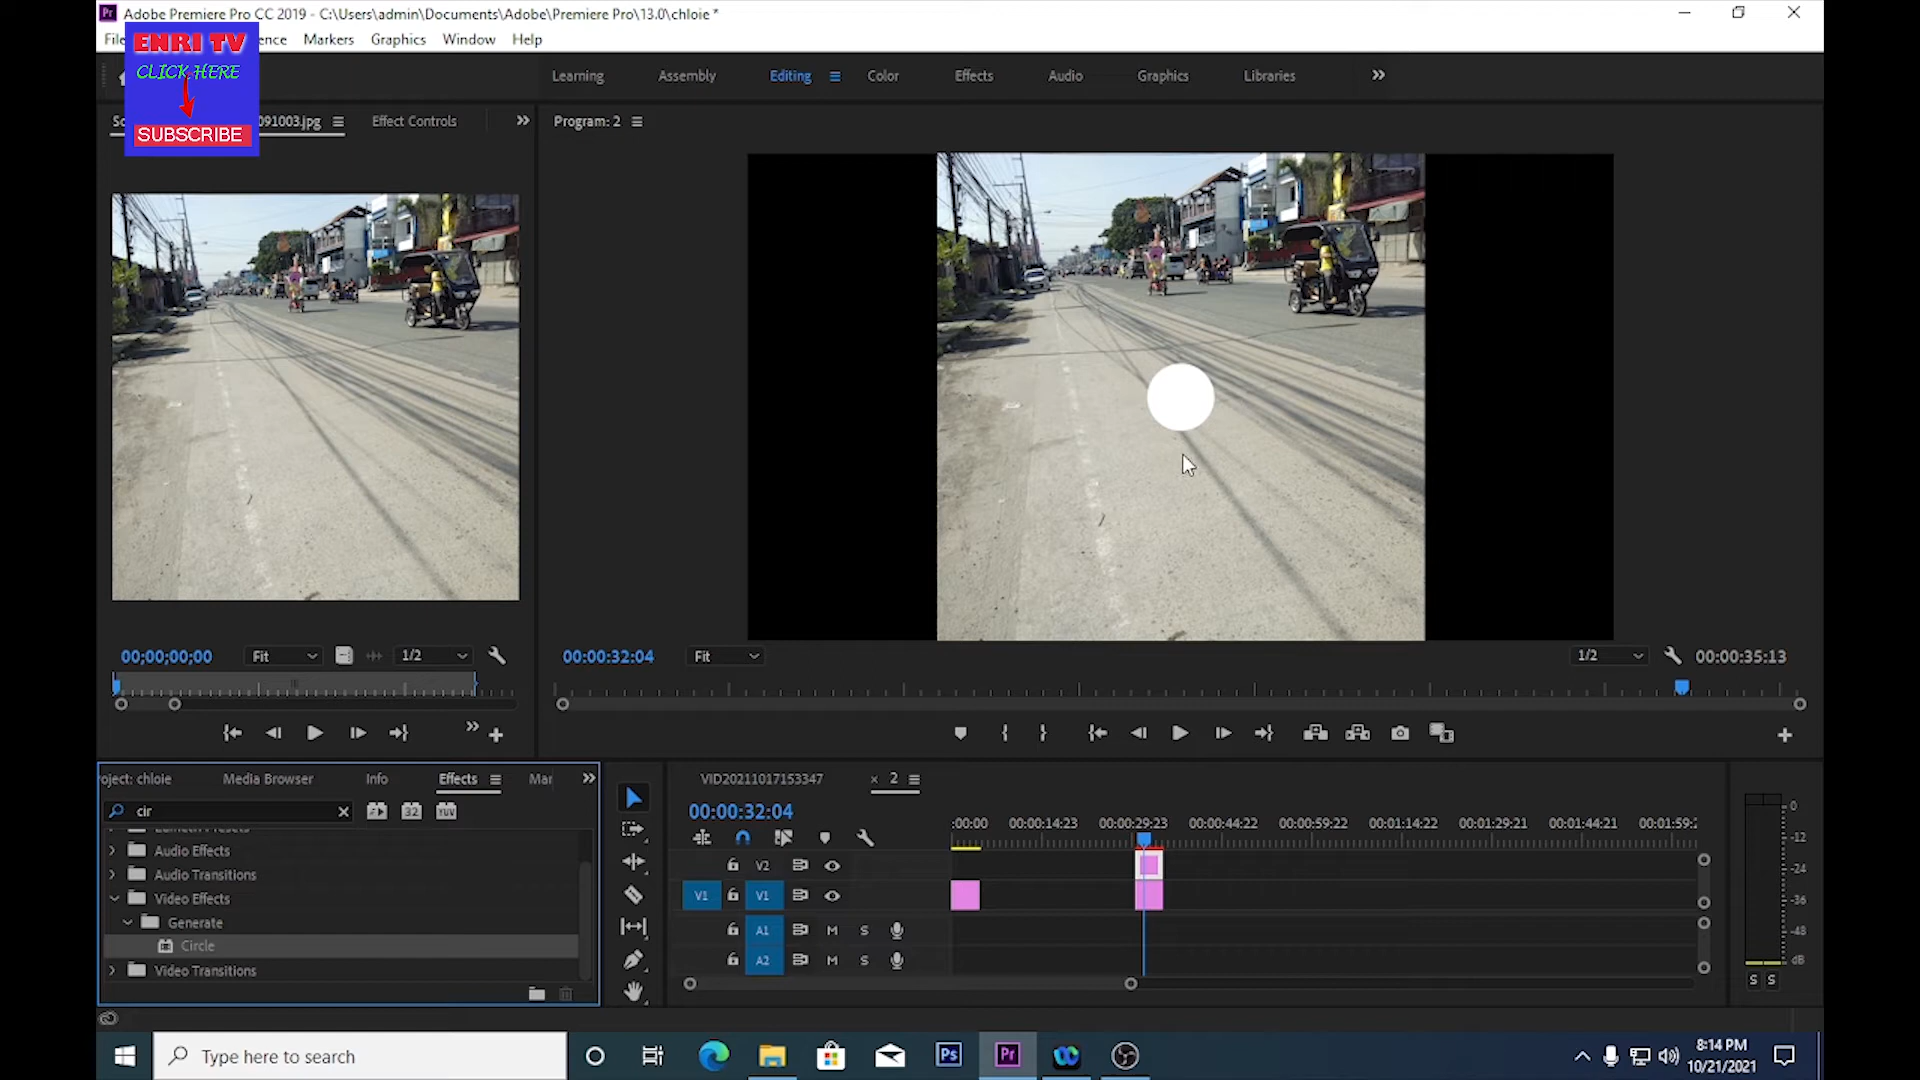 Adobe Premiere Pro CC 2019 - C:\Users\admin\Documents\Adobe\Premiere Pro\13.0\chloie *
File ence Markers Graphics Window Help
ENRI TV
CLICK HERE
SUBSCRIBE
Learning Assembly Editing Color Effects Audio Graphics Libraries
091003.jpg Effect Controls
Program: 2
00;00;00;00 Fit 1/2
00:00:32:04 Fit 1/2 00:00:35:13
roject: chloie Media Browser Info Effects Mar
cir
32 YUV
Audio Effects
Audio Transitions
Video Effects
Generate
Circle
Video Transitions
VID20211017153347 × 2
00:00:32:04
:00:00 00:00:14:23 00:00:29:23 00:00:44:22 00:00:59:22 00:01:14:22 00:01:29:21 00:01:44:21 00:01:59:2
V2
V1 V1
A1 M S
A2 M S
0
-12
-24
-36
-48
dB
S S
Type here to search
Ps Pr
8:14 PM
10/21/2021